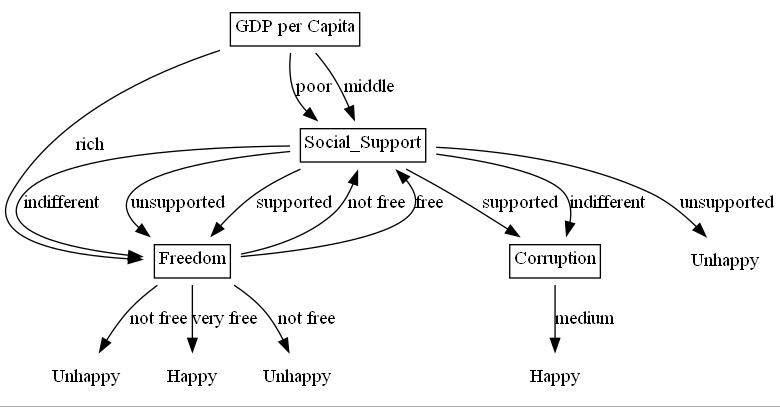 GDP per Capita
poor
middle
rich
Social_Support
indifferent
unsupported
supported
not free
free
supported
indifferent
unsupported
Freedom
Corruption
Unhappy
not free
very free
not free
medium
Unhappy
Happy
Unhappy
Happy